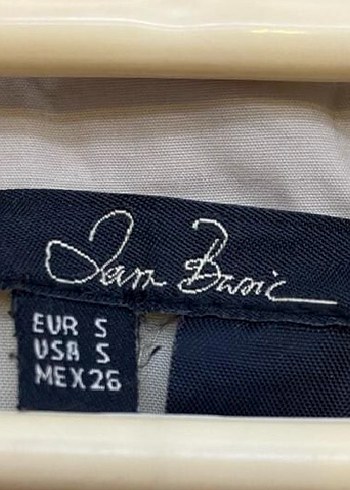 Zara Basic
EUR S
USA S
MEX 26